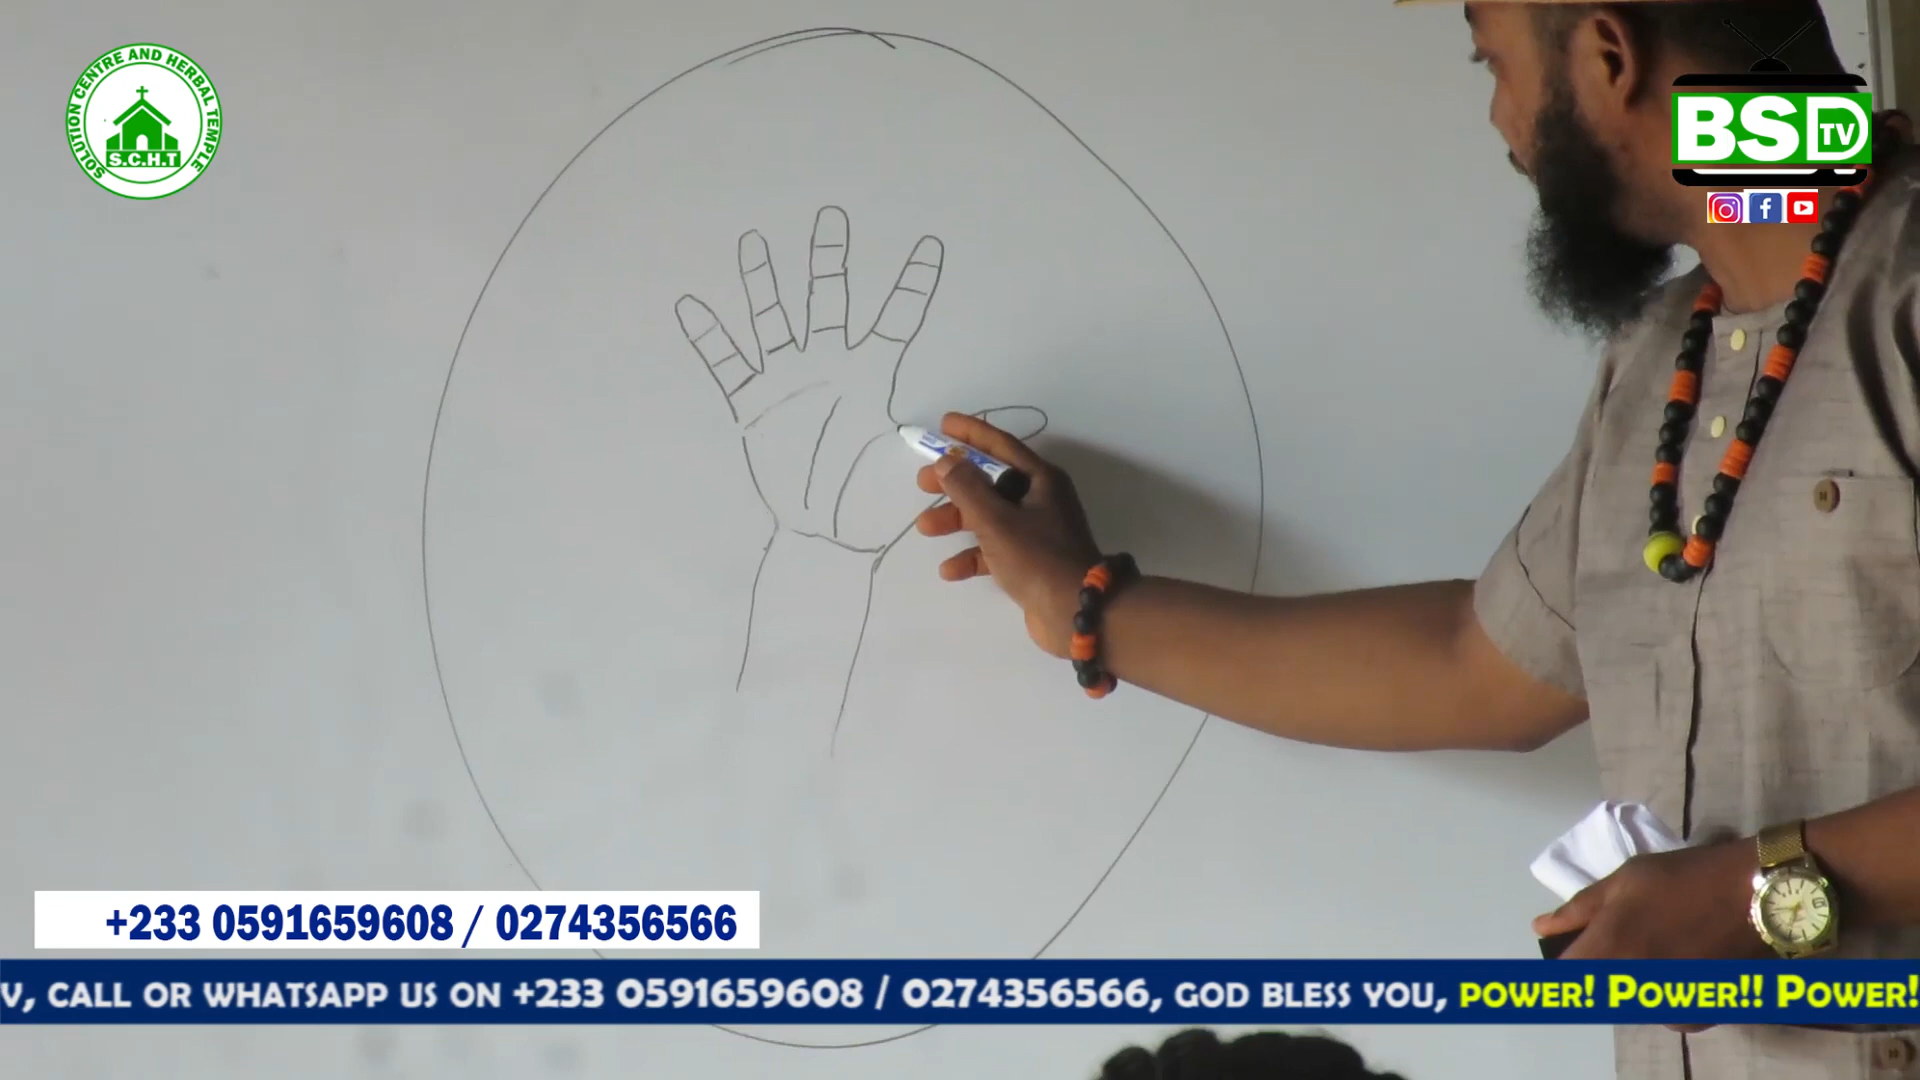 SOLUTION CENTRE AND HERBAL TEMPLE
S.C.H.T
BSD
TV
+233 0591659608 / 0274356566
V, CALL OR WHATSAPP US ON +233 0591659608 / 0274356566, GOD BLESS YOU, POWER! POWER!! POWER!